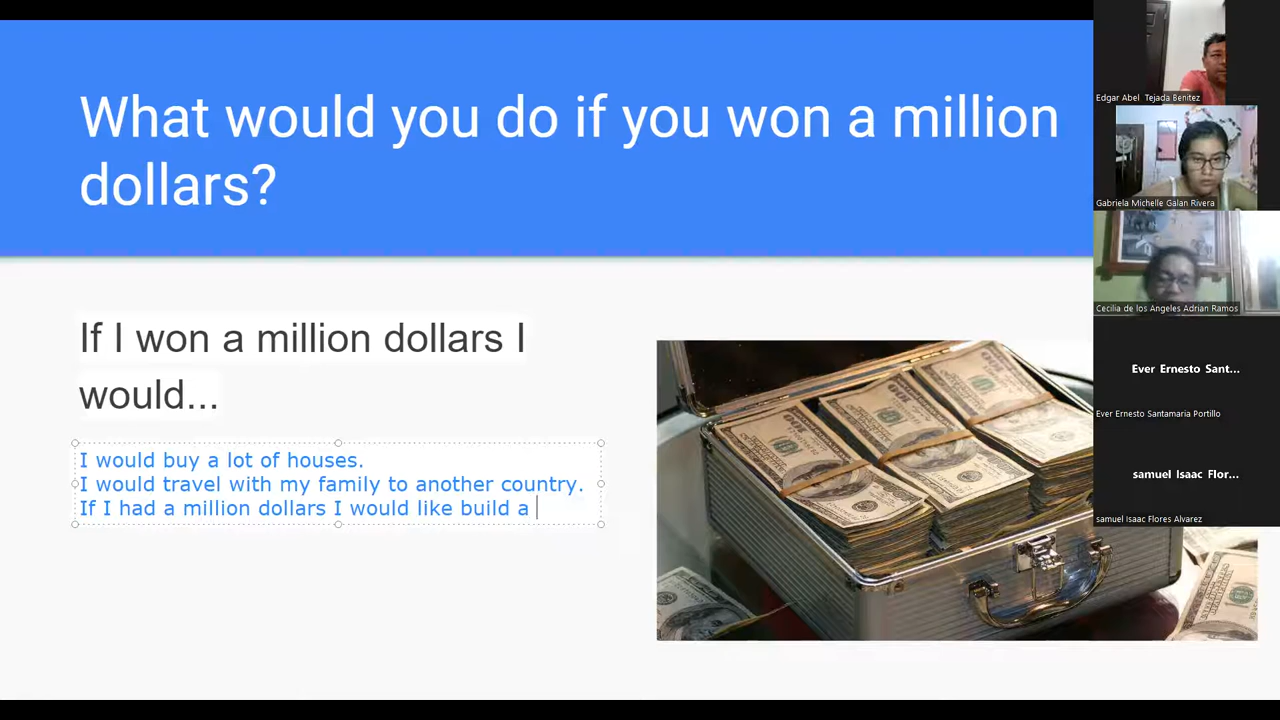 What would you do if you won a million
dollars?
If I won a million dollars I
would...
I would buy a lot of houses.
I would travel with my family to another country.
If I had a million dollars I would like build a
Edgar Abel Tejada Benitez
Gabriela Michelle Galan Rivera
Cecilia de los Angeles Adrian Ramos
Ever Ernesto Sant...
Ever Ernesto Santamaria Portillo
samuel Isaac Flor...
samuel Isaac Flores Alvarez